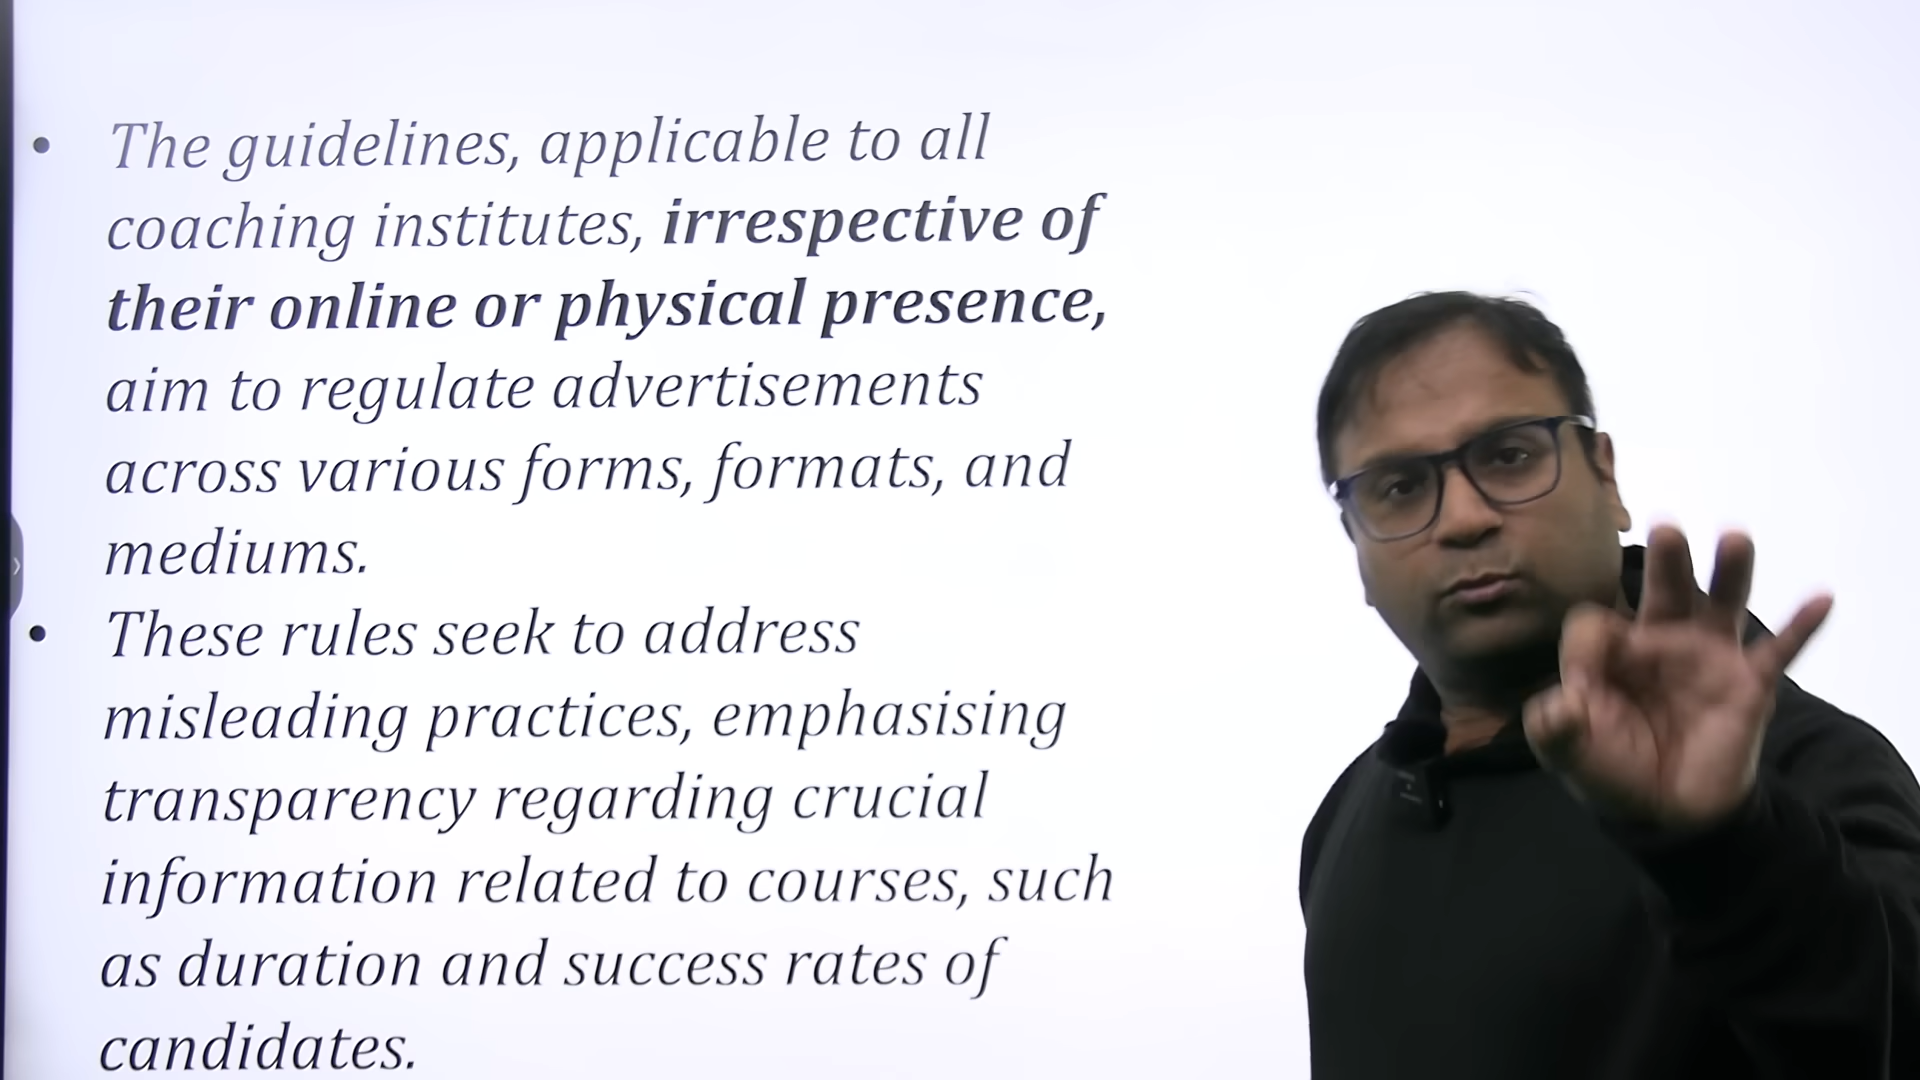 • The guidelines, applicable to all
coaching institutes, irrespective of
their online or physical presence,
aim to regulate advertisements
across various forms, formats, and
mediums.
• These rules seek to address
misleading practices, emphasising
transparency regarding crucial
information related to courses, such
as duration and success rates of
candidates.